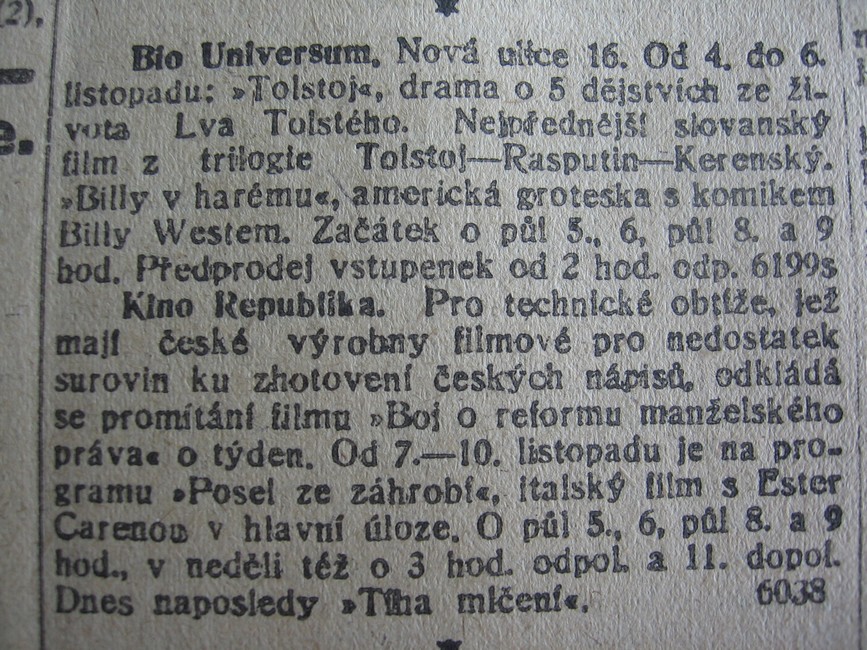 (2),
e.
Bio Universum. Nová ulice 16. Od 4. do 6.
listopadu: »Tolstoj«, drama o 5 dějstvích ze ži-
vota Lva Tolstého. Nejpřednější slovanský
film z trilogie Tolstoj—Rasputin—Kerenský.
»Billy v harému«, americká groteska s komikem
Billy Westem. Začátek o půl 5., 6, půl 8. a 9
hod. Předprodej vstupenek od 2 hod. odp. 6199s
Kino Republika. Pro technické obtíže, jež
mají české výrobny filmové pro nedostatek
surovin ku zhotovení českých nápisů, odkládá
se promítání filmu »Boj o reformu manželského
práva« o týden. Od 7.—10. listopadu je na pro-
gramu »Posel ze záhrobí«, italský film s Ester
Carenou v hlavní úloze. O půl 5., 6, půl 8. a 9
hod., v neděli též o 3 hod. odpol. a 11. dopol.
Dnes naposledy »Tíha mlčení«. 6038